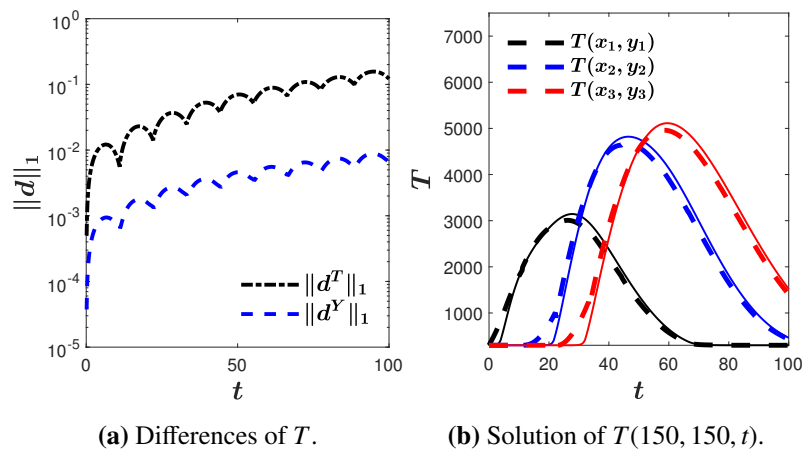 10^0
10^-1
10^-2
10^-3
10^-4
10^-5
‖d‖₁
‖d^T‖₁
‖d^Y‖₁
0 50 100
t
(a) Differences of T.
7000
6000
5000
4000
3000
2000
1000
T
T(x₁, y₁)
T(x₂, y₂)
T(x₃, y₃)
0 20 40 60 80 100
t
(b) Solution of T(150, 150, t).